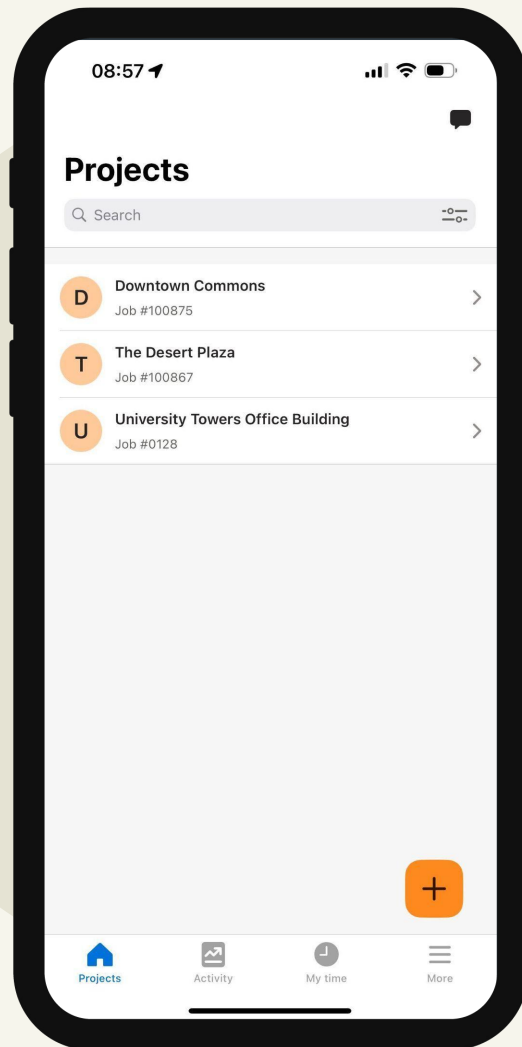 08:57
Projects
Search
D
Downtown Commons
Job #100875
T
The Desert Plaza
Job #100867
U
University Towers Office Building
Job #0128
+
Projects
Activity
My time
More